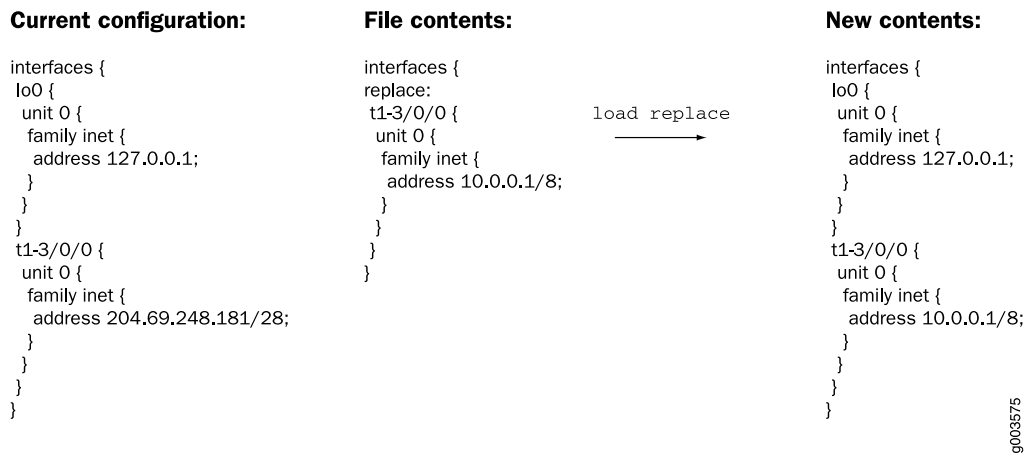 Current configuration:
interfaces {
lo0 {
unit 0 {
family inet {
address 127.0.0.1;
}
}
}
t1-3/0/0 {
unit 0 {
family inet {
address 204.69.248.181/28;
}
}
}
}
File contents:
interfaces {
replace:
t1-3/0/0 {
unit 0 {
family inet {
address 10.0.0.1/8;
}
}
}
}
load replace
New contents:
interfaces {
lo0 {
unit 0 {
family inet {
address 127.0.0.1;
}
}
}
t1-3/0/0 {
unit 0 {
family inet {
address 10.0.0.1/8;
}
}
}
}
g003575